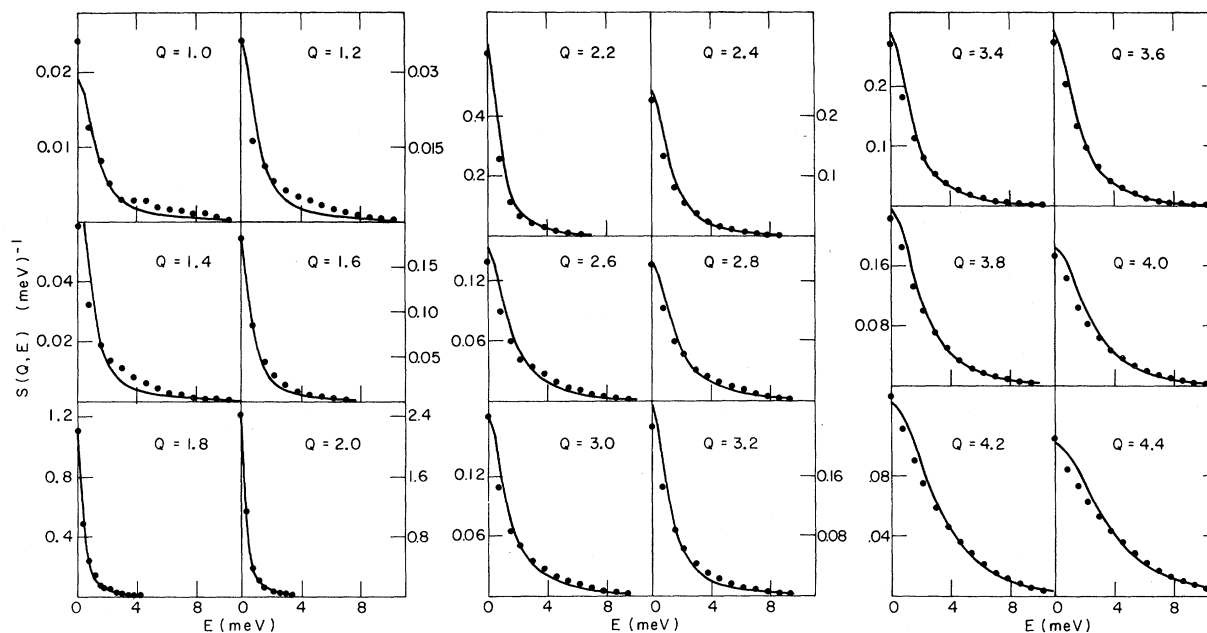 Q = 1.0
Q = 1.2
0.02
0.01
0.03
0.015
Q = 1.4
Q = 1.6
0.04
0.02
0.15
0.10
0.05
S(Q,E) (meV)⁻¹
Q = 1.8
Q = 2.0
1.2
0.8
0.4
2.4
1.6
0.8
0 4 8 0 4 8
E (meV)
Q = 2.2
Q = 2.4
0.4
0.2
0.2
0.1
Q = 2.6
Q = 2.8
0.12
0.06
Q = 3.0
Q = 3.2
0.12
0.06
0.20
0.08
0 4 8 0 4 8
E (meV)
Q = 3.4
Q = 3.6
0.2
0.1
Q = 3.8
Q = 4.0
0.16
0.08
Q = 4.2
Q = 4.4
.08
.04
0 4 8 0 4 8
E (meV)